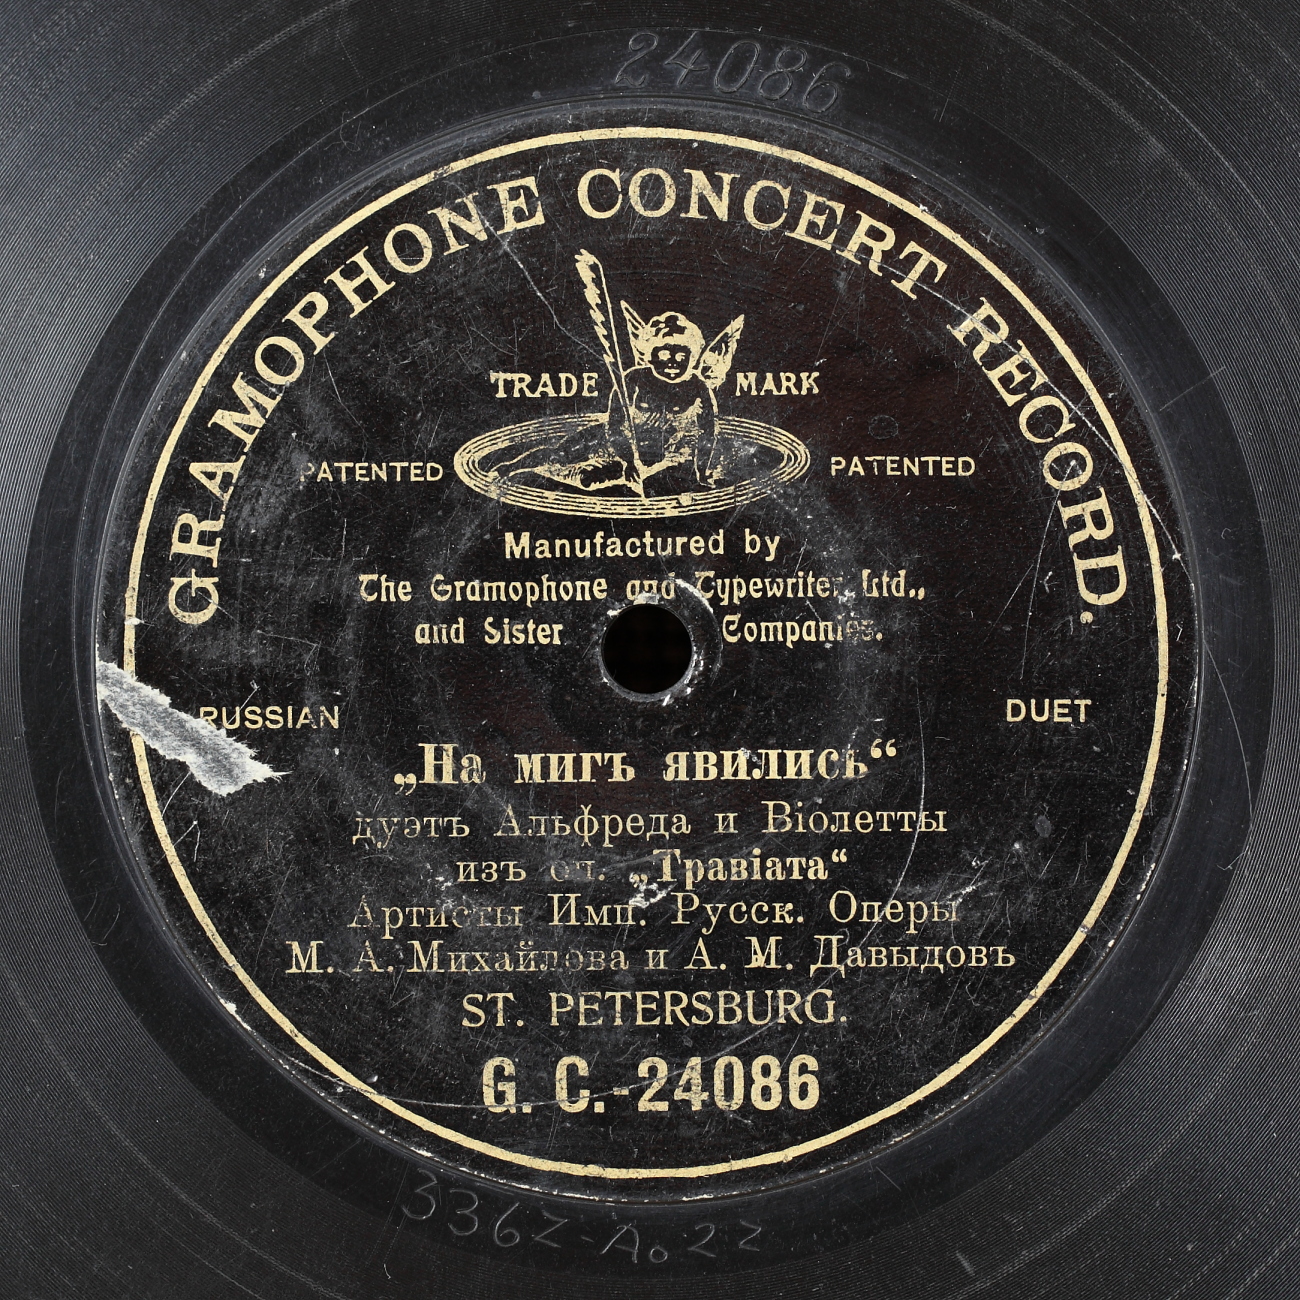 24086
GRAMOPHONE CONCERT RECORD.
TRADE MARK
PATENTED PATENTED
Manufactured by
The Gramophone and Typewriter Ltd.,
and Sister Companies.
RUSSIAN DUET
„На мигъ явились“
дуэтъ Альфреда и Віолетты
изъ оп. „Травіата“
Артисты Имп. Русск. Оперы
М. А. Михайлова и А. М. Давыдовъ
ST. PETERSBURG.
G. C.-24086
3362-A. 22